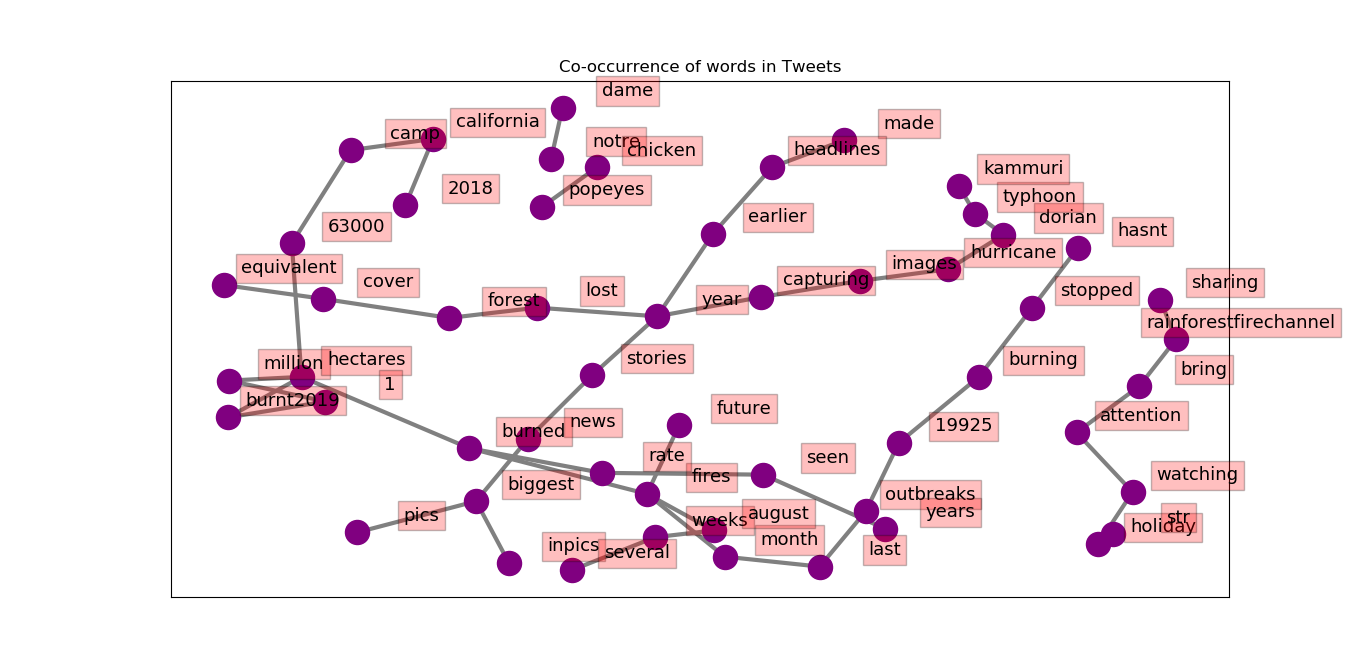 Co-occurrence of words in Tweets
dame
california
made
camp
notre
chicken
headlines
kammuri
2018
popeyes
typhoon
63000
earlier
dorian
hasnt
equivalent
hurricane
cover
capturing
images
sharing
forest
lost
year
stopped
rainforestfirechannel
million
hectares
stories
burning
bring
1
burnt2019
future
attention
burned
news
19925
rate
seen
fires
watching
biggest
outbreaks
years
pics
weeks
august
str
holiday
inpics
several
month
last